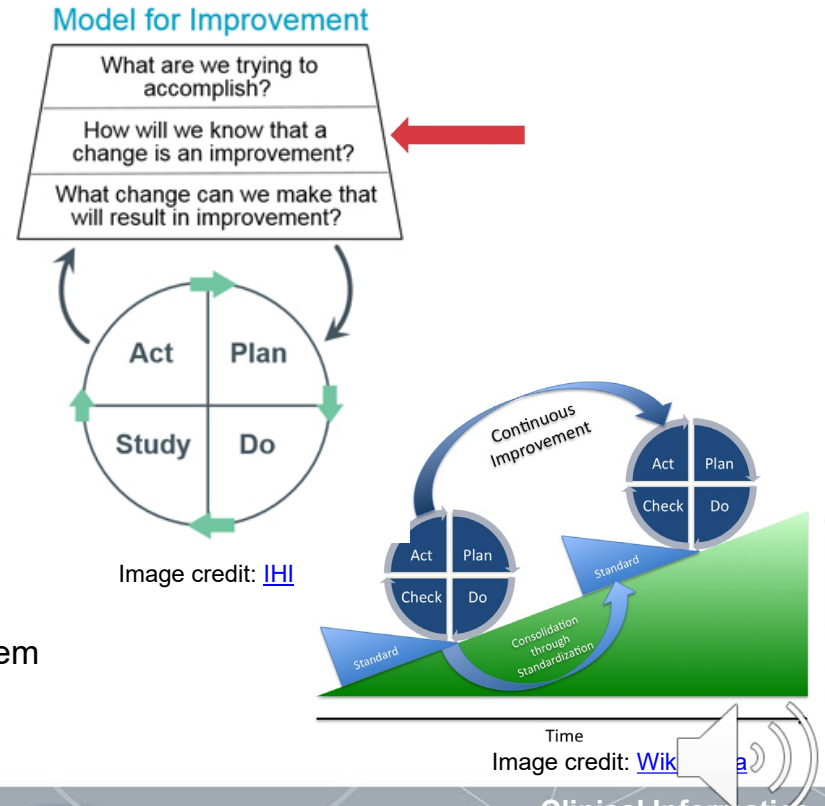 Model for Improvement
What are we trying to
accomplish?
How will we know that a
change is an improvement?
What change can we make that
will result in improvement?
Act
Plan
Study
Do
Image credit: IHI
em
Continuous
Improvement
Act
Plan
Check
Do
Standard
Act
Plan
Check
Do
Standard
Consolidation
through
Standardization
Time
Image credit: Wik a